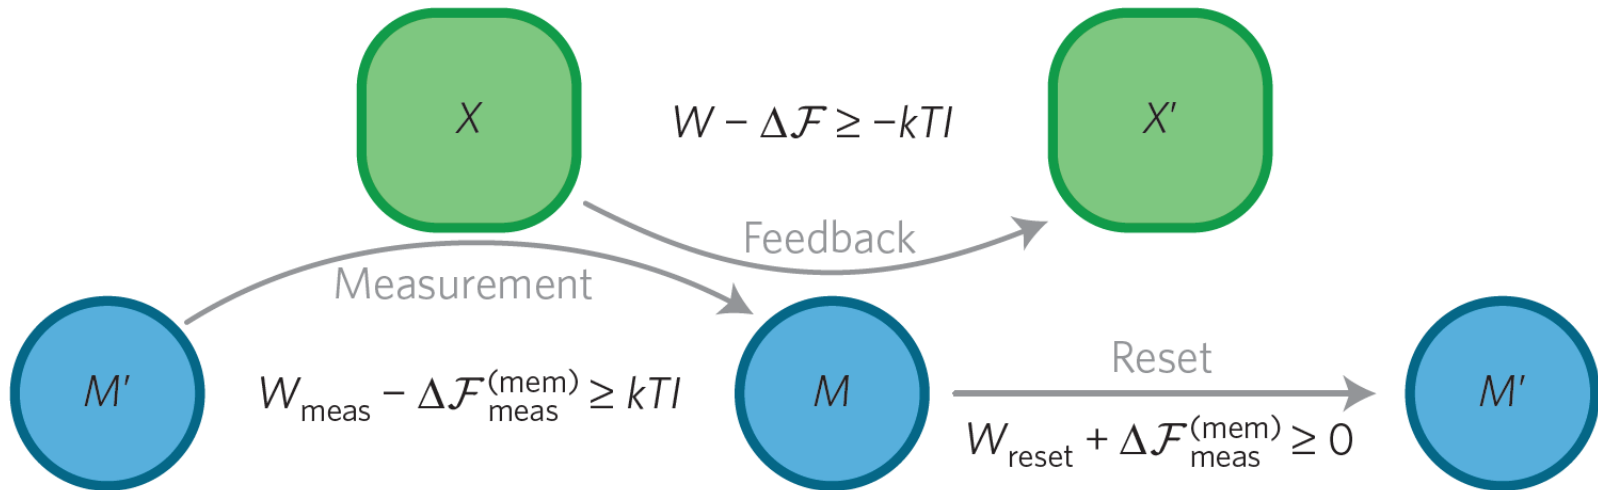 X
W − Δℱ ≥ −kTI
X′
Feedback
Measurement
M′
W_meas − Δℱ_meas^(mem) ≥ kTI
M
Reset
W_reset + Δℱ_meas^(mem) ≥ 0
M′